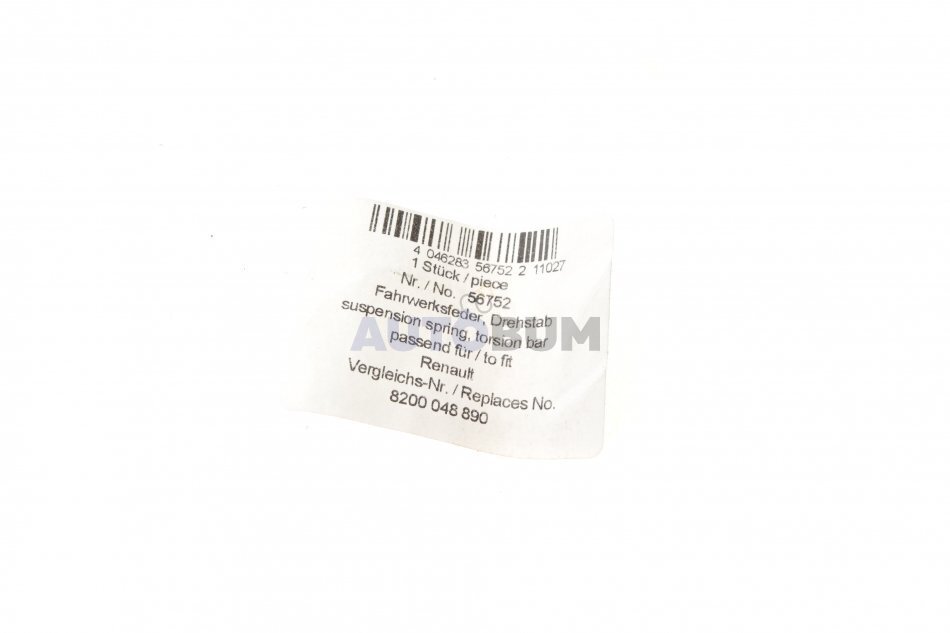 4 046283 56752 2 11027
1 Stück / piece
Nr. / No. 56752
Fahrwerksfeder, Drehstab
suspension spring, torsion bar
AUTOBUM
passend für / to fit
Renault
Vergleichs-Nr. / Replaces No.
8200 048 890